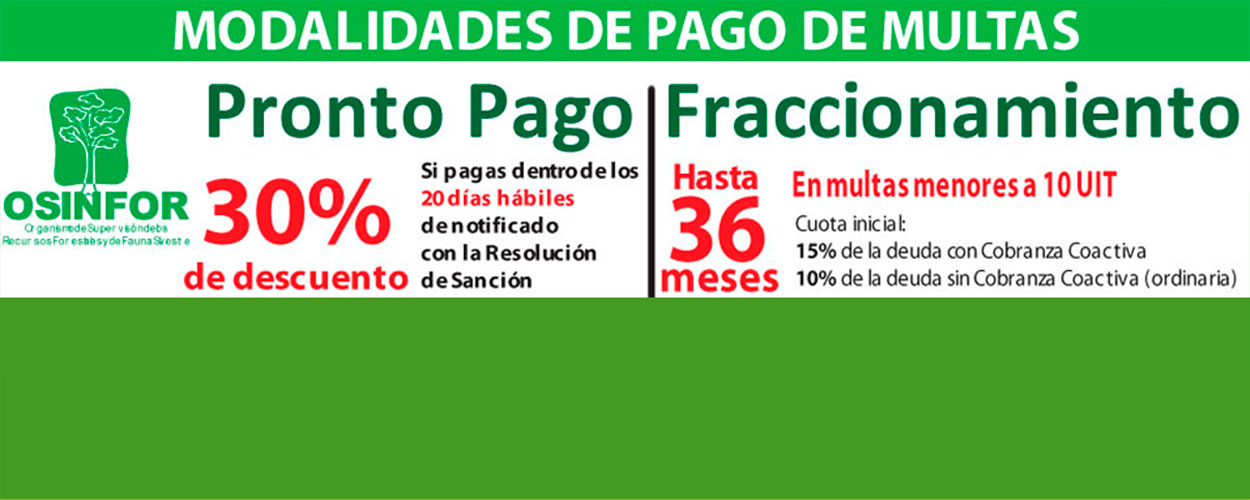 MODALIDADES DE PAGO DE MULTAS
OSINFOR
Organismo de Supervisión de los
Recursos Forestales y de Fauna Silvestre
Pronto Pago
30%
de descuento
Si pagas dentro de los
20 días hábiles
de notificado
con la Resolución
de Sanción
Fraccionamiento
Hasta
36
meses
En multas menores a 10 UIT
Cuota inicial:
15% de la deuda con Cobranza Coactiva
10% de la deuda sin Cobranza Coactiva (ordinaria)